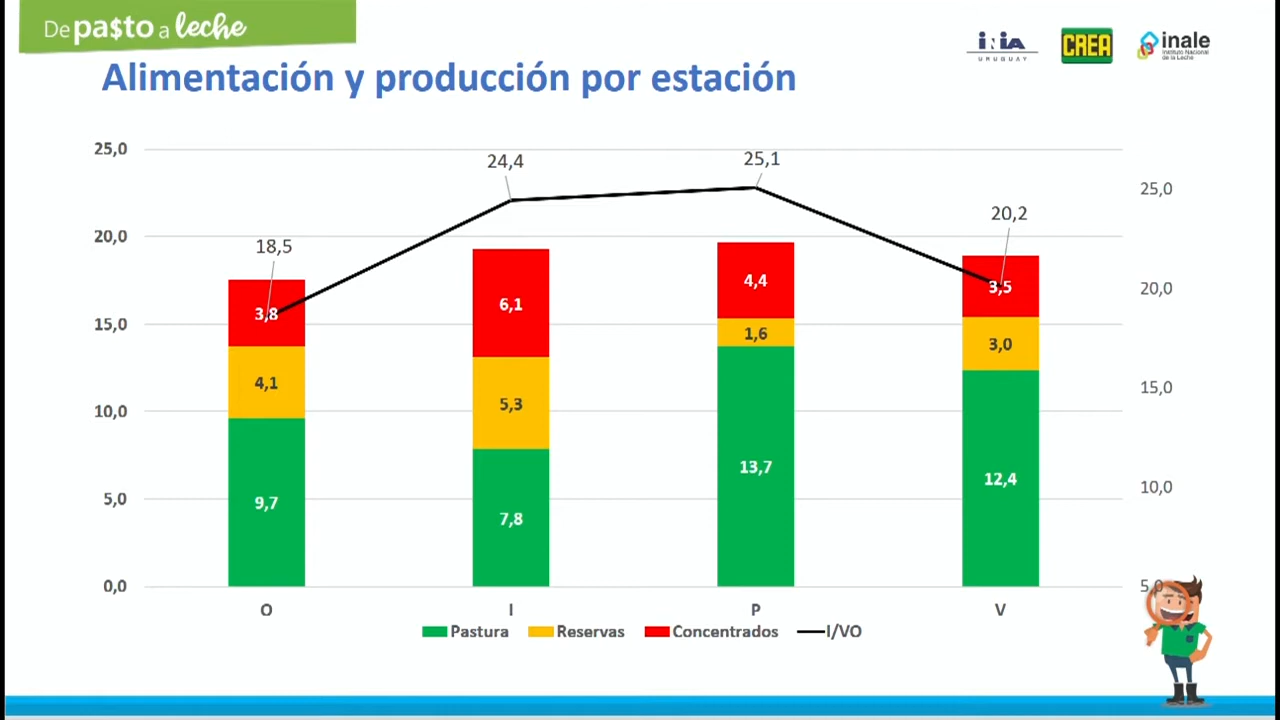 De pa$to a leche
INIA
URUGUAY
CREA
inale
Instituto Nacional
de la Leche
Alimentación y producción por estación
25,0
20,0
15,0
10,0
5,0
0,0
25,0
20,0
15,0
10,0
5,0
18,5
24,4
25,1
20,2
3,8
4,1
9,7
6,1
5,3
7,8
4,4
1,6
13,7
3,5
3,0
12,4
O I P V
Pastura Reservas Concentrados I/VO